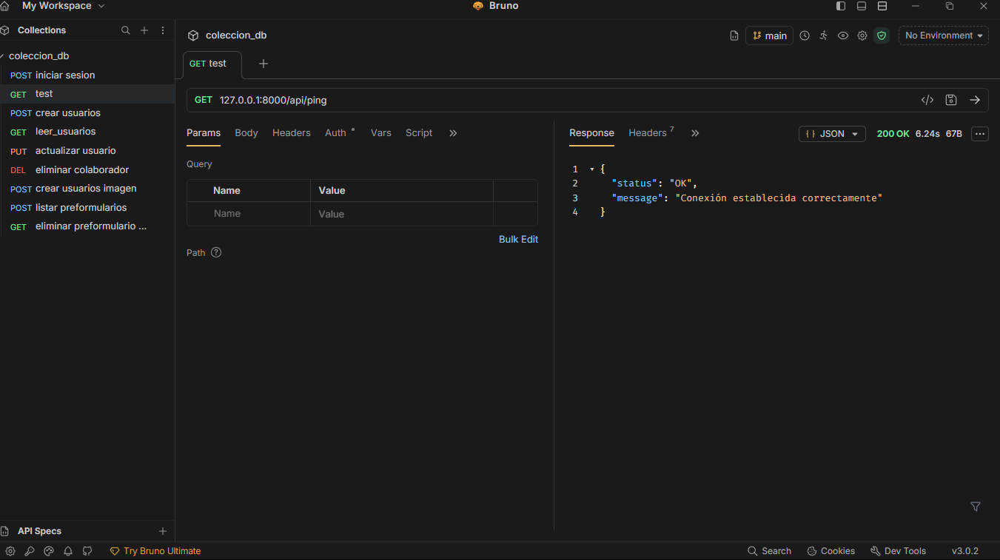 My Workspace
Bruno
Collections
coleccion_db
main
No Environment
coleccion_db
POST iniciar sesion
GET test
POST crear usuarios
GET leer_usuarios
PUT actualizar usuario
DEL eliminar colaborador
POST crear usuarios imagen
POST listar preformularios
GET eliminar preformulario ...
GET test
GET 127.0.0.1:8000/api/ping
Params Body Headers Auth Vars Script
Query
Name Value
Name Value
Bulk Edit
Path ?
Response Headers 7 { } JSON 200 OK 6.24s 67B
1 {
2 "status": "OK",
3 "message": "Conexión establecida correctamente"
4 }
API Specs
Try Bruno Ultimate
Search Cookies Dev Tools v3.0.2